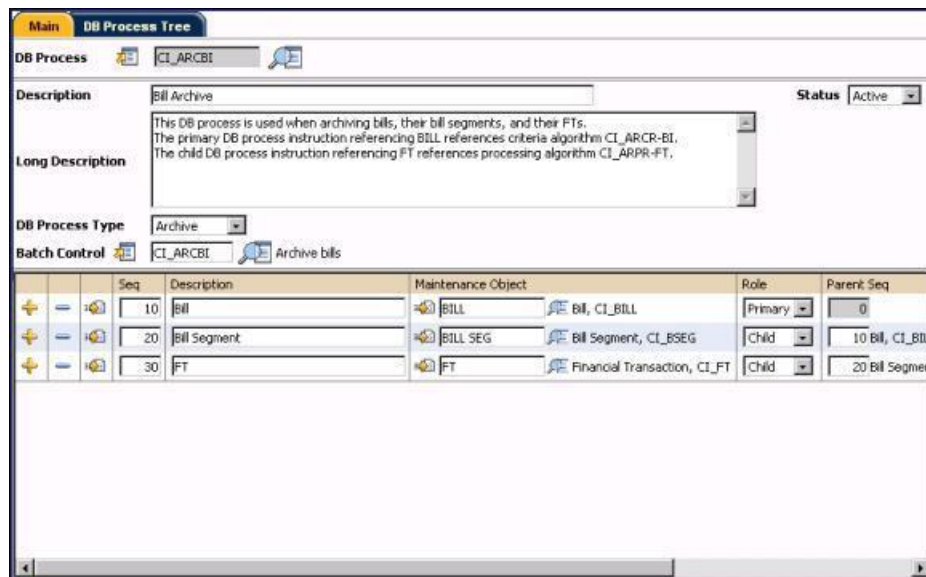 Main DB Process Tree
DB Process CI_ARCBI
Description Bill Archive Status Active
Long Description This DB process is used when archiving bills, their bill segments, and their FTs.
The primary DB process instruction referencing BILL references criteria algorithm CI_ARCR-BI.
The child DB process instruction referencing FT references processing algorithm CI_ARPR-FT.
DB Process Type Archive
Batch Control CI_ARCBI Archive bills
Seq Description Maintenance Object Role Parent Seq
10 Bill BILL Bill, CI_BILL Primary 0
20 Bill Segment BILL SEG Bill Segment, CI_BSEG Child 10 Bill, CI_BIL
30 FT FT Financial Transaction, CI_FT Child 20 Bill Segmen